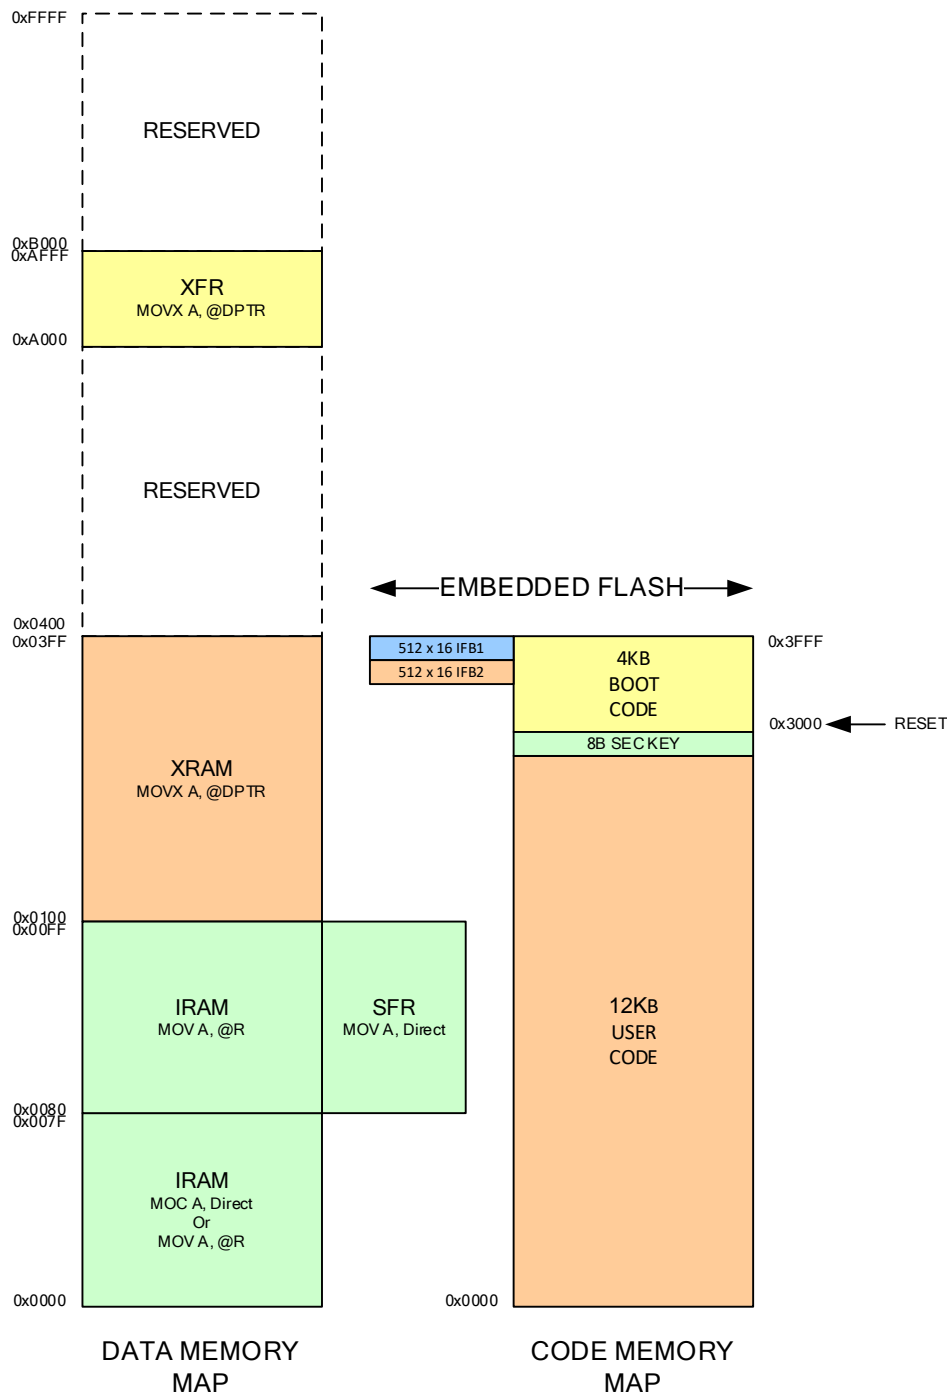 0xFFFF
RESERVED
0xB000
0xAFFF
XFR
MOVX A, @DPTR
0xA000
RESERVED
0x0400
0x03FF
XRAM
MOVX A, @DPTR
0x0100
0x00FF
IRAM
MOV A, @R
SFR
MOV A, Direct
0x0080
0x007F
IRAM
MOC A, Direct
Or
MOV A, @R
0x0000
DATA MEMORY
MAP
EMBEDDED FLASH
512 x 16 IFB1
512 x 16 IFB2
4KB
BOOT
CODE
0x3FFF
0x3000
RESET
8B SEC KEY
12KB
USER
CODE
0x0000
CODE MEMORY
MAP